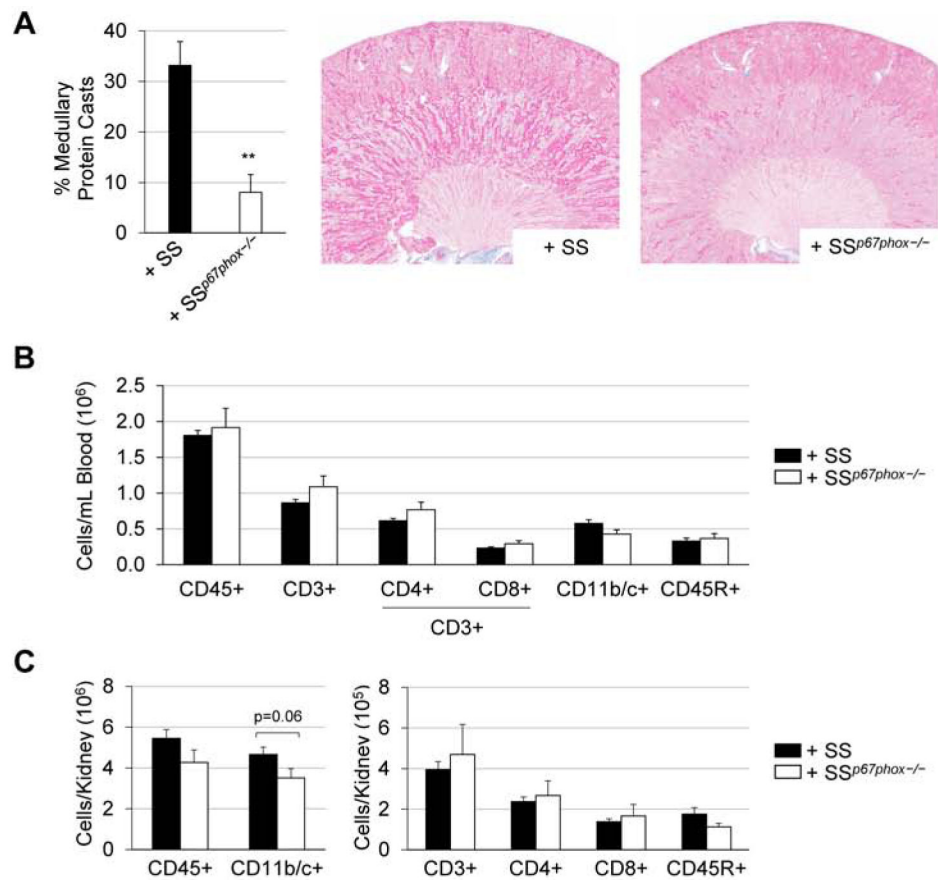 A
% Medullary
Protein Casts
40
30
20
10
0
**
+ SS
+ SSp67phox−/−
+ SS
+ SSp67phox−/−
B
Cells/mL Blood (10⁶)
2.5
2.0
1.5
1.0
0.5
0.0
CD45+ CD3+ CD4+ CD8+ CD11b/c+ CD45R+
CD3+
+ SS
+ SSp67phox−/−
C
Cells/Kidney (10⁶)
8
6
4
2
0
p=0.06
CD45+ CD11b/c+
Cells/Kidney (10⁵)
8
6
4
2
0
CD3+ CD4+ CD8+ CD45R+
+ SS
+ SSp67phox−/−